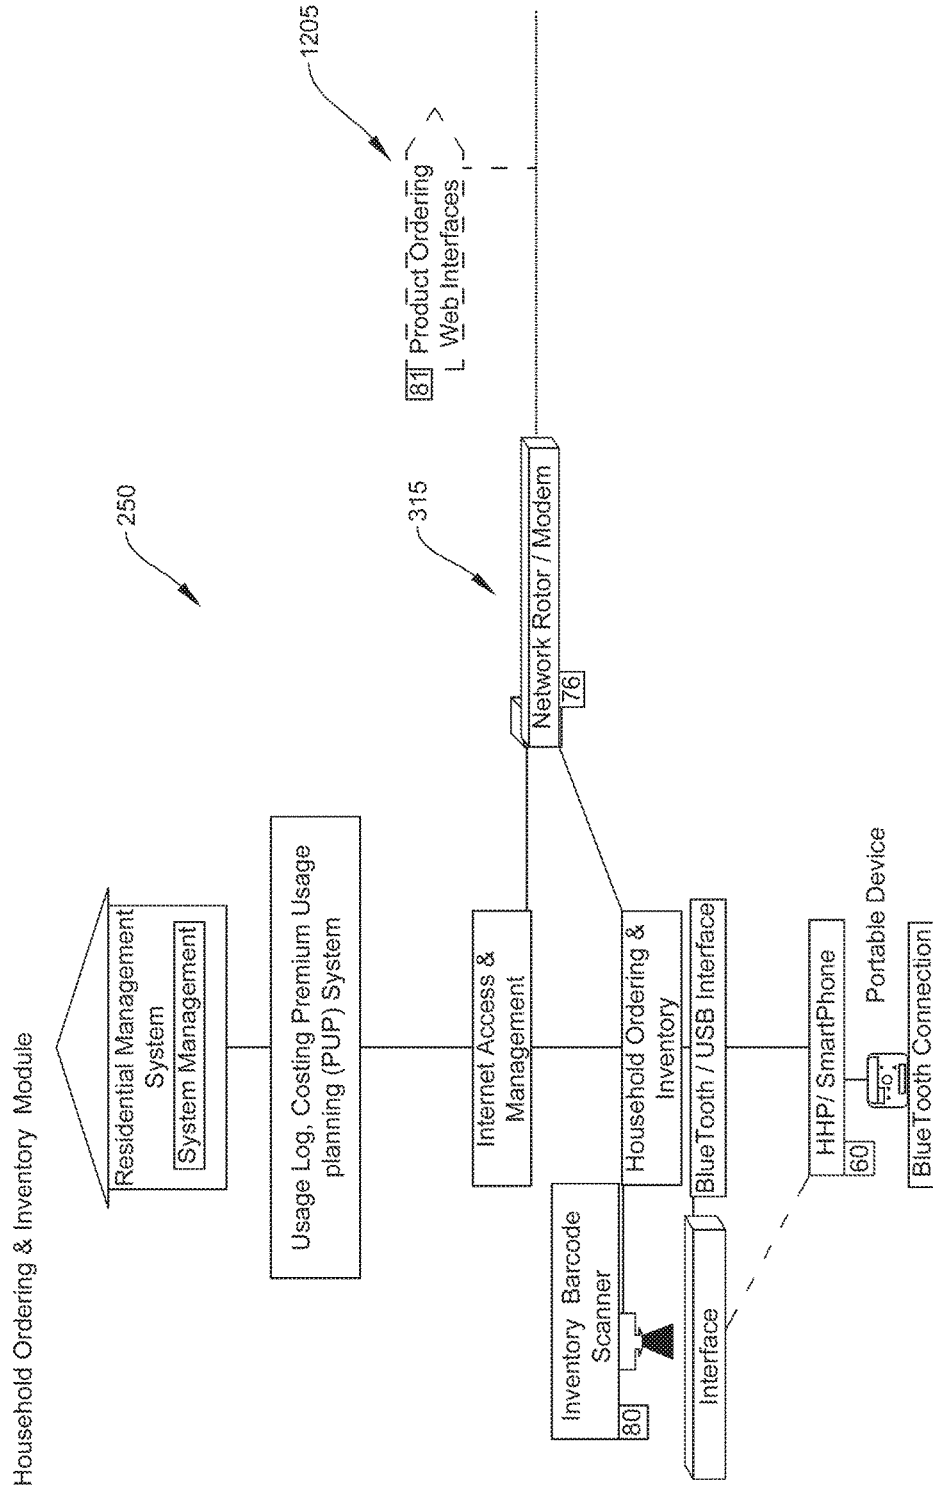 Household Ordering & Inventory Module
Residential Management
System
System Management
250
Usage Log, Costing Premium Usage
planning (PUP) System
1205
81
Product Ordering
Web Interfaces
315
Internet Access &
Management
Network Rotor / Modem
76
Inventory Barcode
Scanner
80
Household Ordering &
Inventory
BlueTooth / USB Interface
Interface
HHP/ SmartPhone
60
Portable Device
BlueTooth Connection